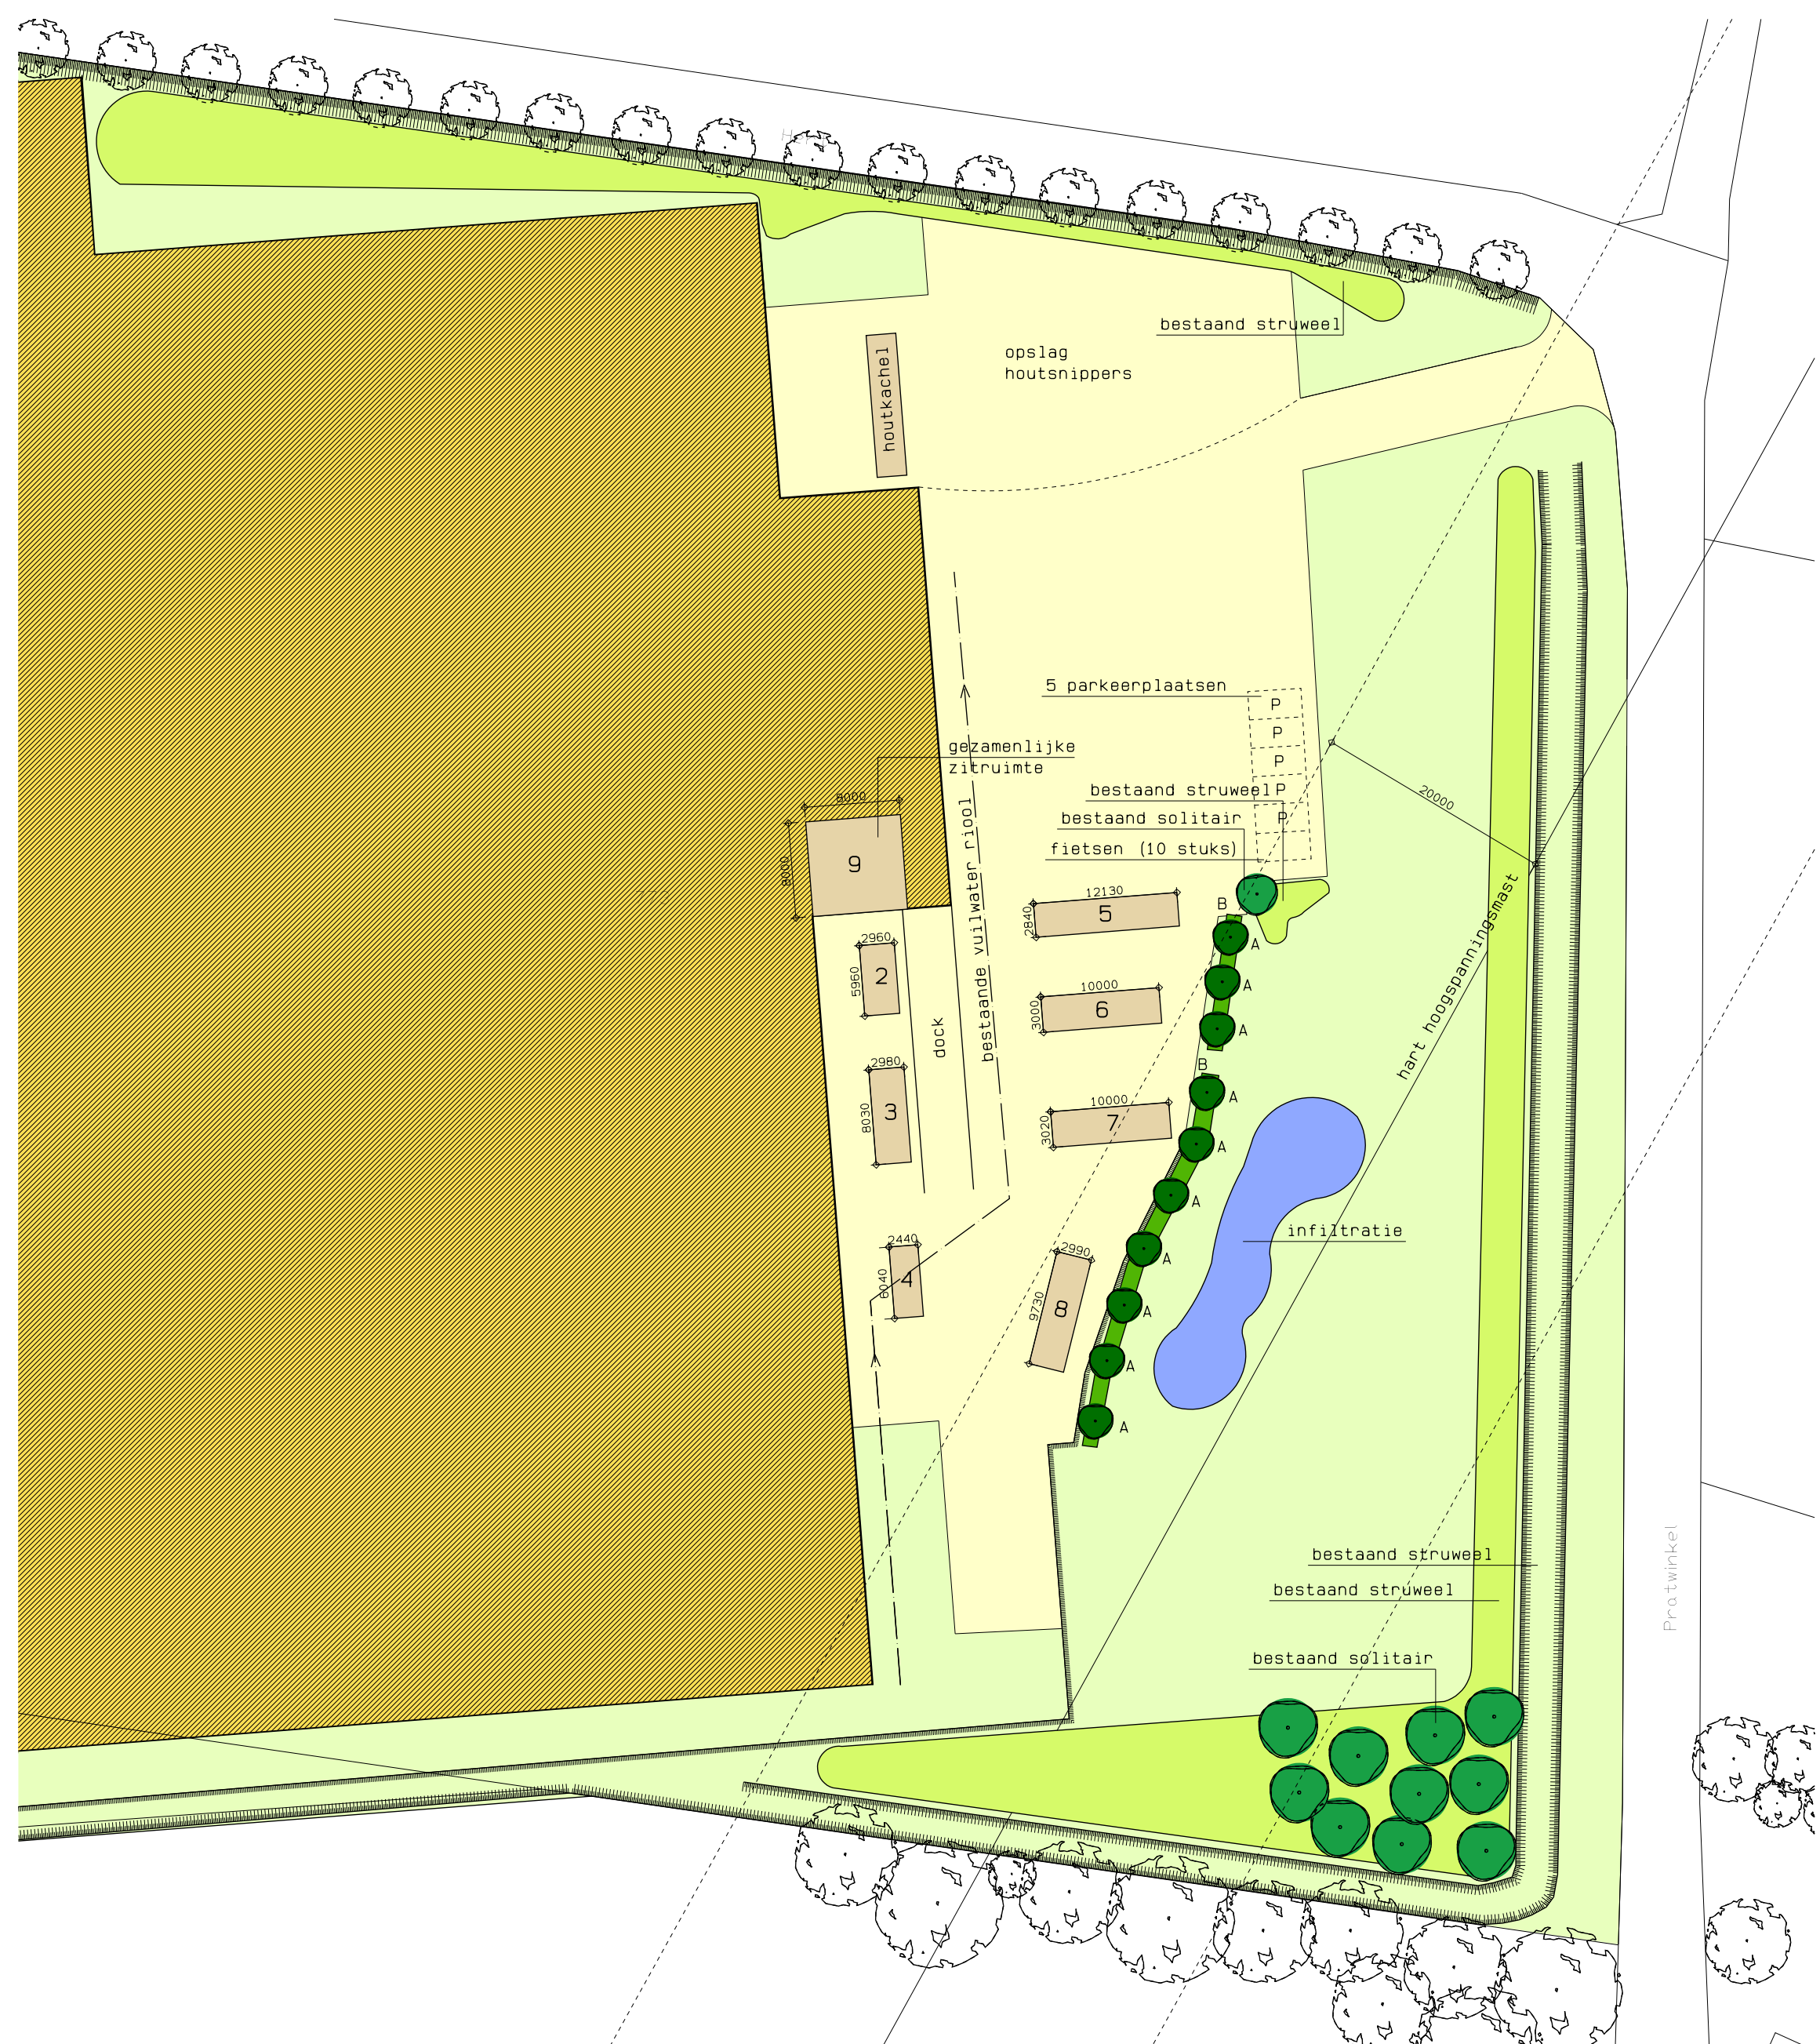 bestaand struweel
opslag
houtsnippers
houtkachel
5 parkeerplaatsen
P
P
P
P
P
gezamenlijke
zitruimte
bestaand struweel
bestaand solitair
fietsen (10 stuks)
20000
8000
8000
9
12130
2840
5
B
A
2960
5960
2
10000
3000
6
A
A
dock
bestaande vuilwater riool
hart hoogspanningsmast
B
2980
8030
3
10000
3020
7
A
A
A
infiltratie
2440
6040
4
2990
9730
8
A
A
A
A
bestaand struweel
bestaand struweel
Pratwinkel
bestaand solitair